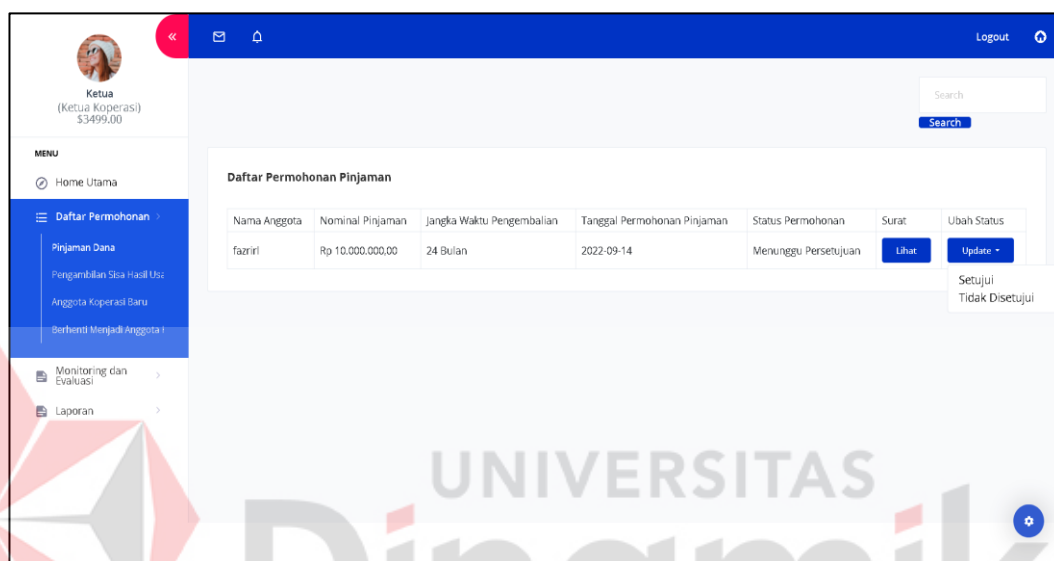 Ketua
(Ketua Koperasi)
$3499.00
MENU
Home Utama
Daftar Permohonan
Pinjaman Dana
Pengambilan Sisa Hasil Usa
Anggota Koperasi Baru
Berhenti Menjadi Anggota
Monitoring dan
Evaluasi
Laporan
Logout
Search
Search
Daftar Permohonan Pinjaman
Nama Anggota Nominal Pinjaman Jangka Waktu Pengembalian Tanggal Permohonan Pinjaman Status Permohonan Surat Ubah Status
fazrirl Rp 10.000.000,00 24 Bulan 2022-09-14 Menunggu Persetujuan Lihat Update
Setujui
Tidak Disetujui
UNIVERSITAS
Dinamik